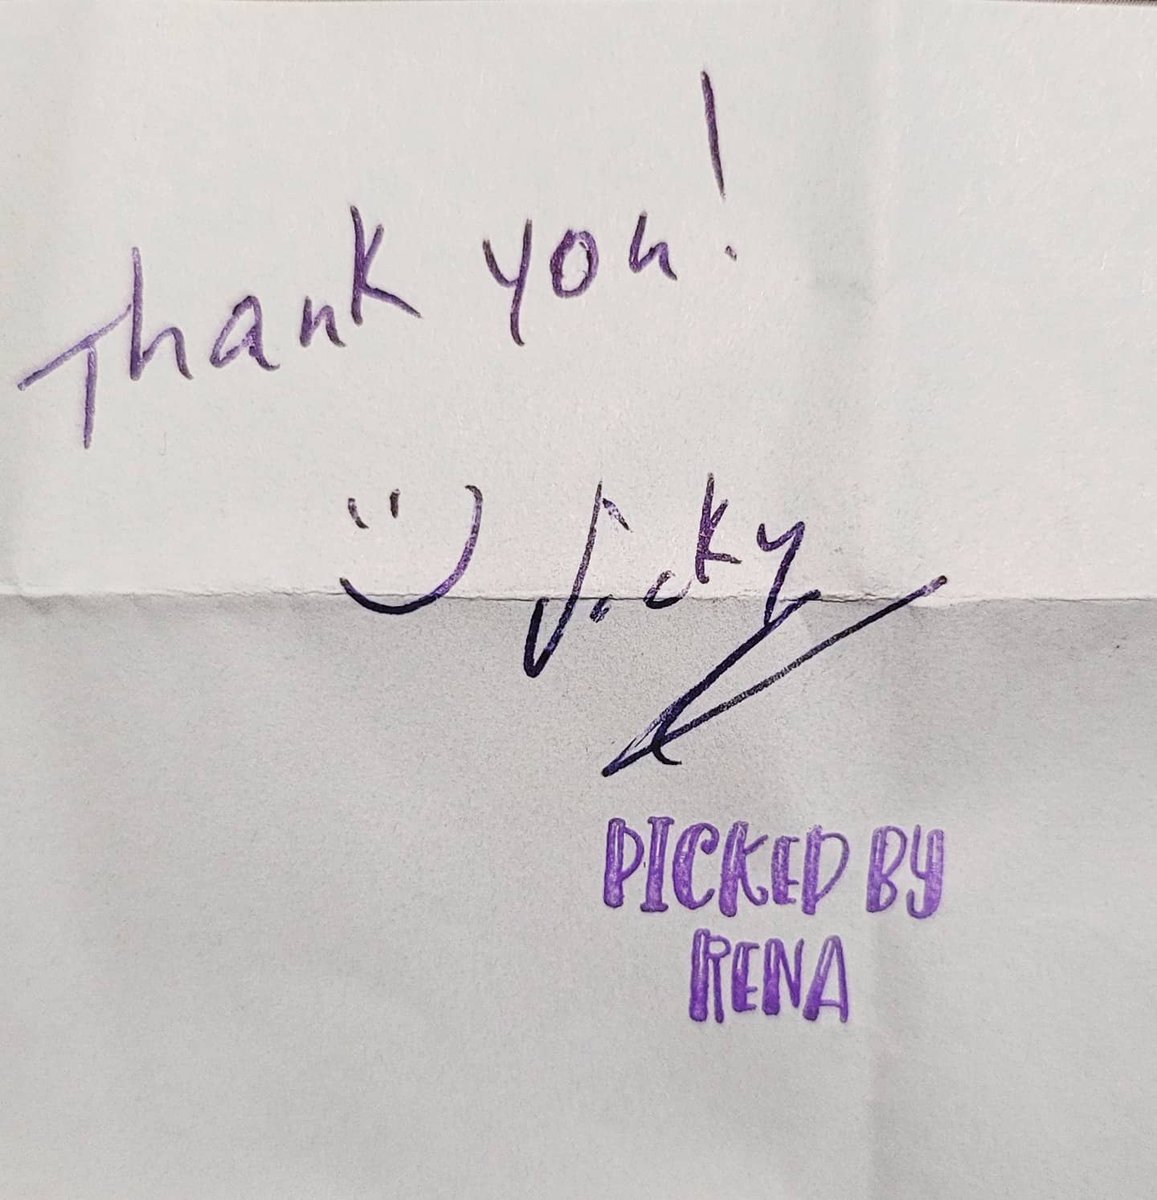 Thank you!
:) Vicky
PICKED BY
RENA